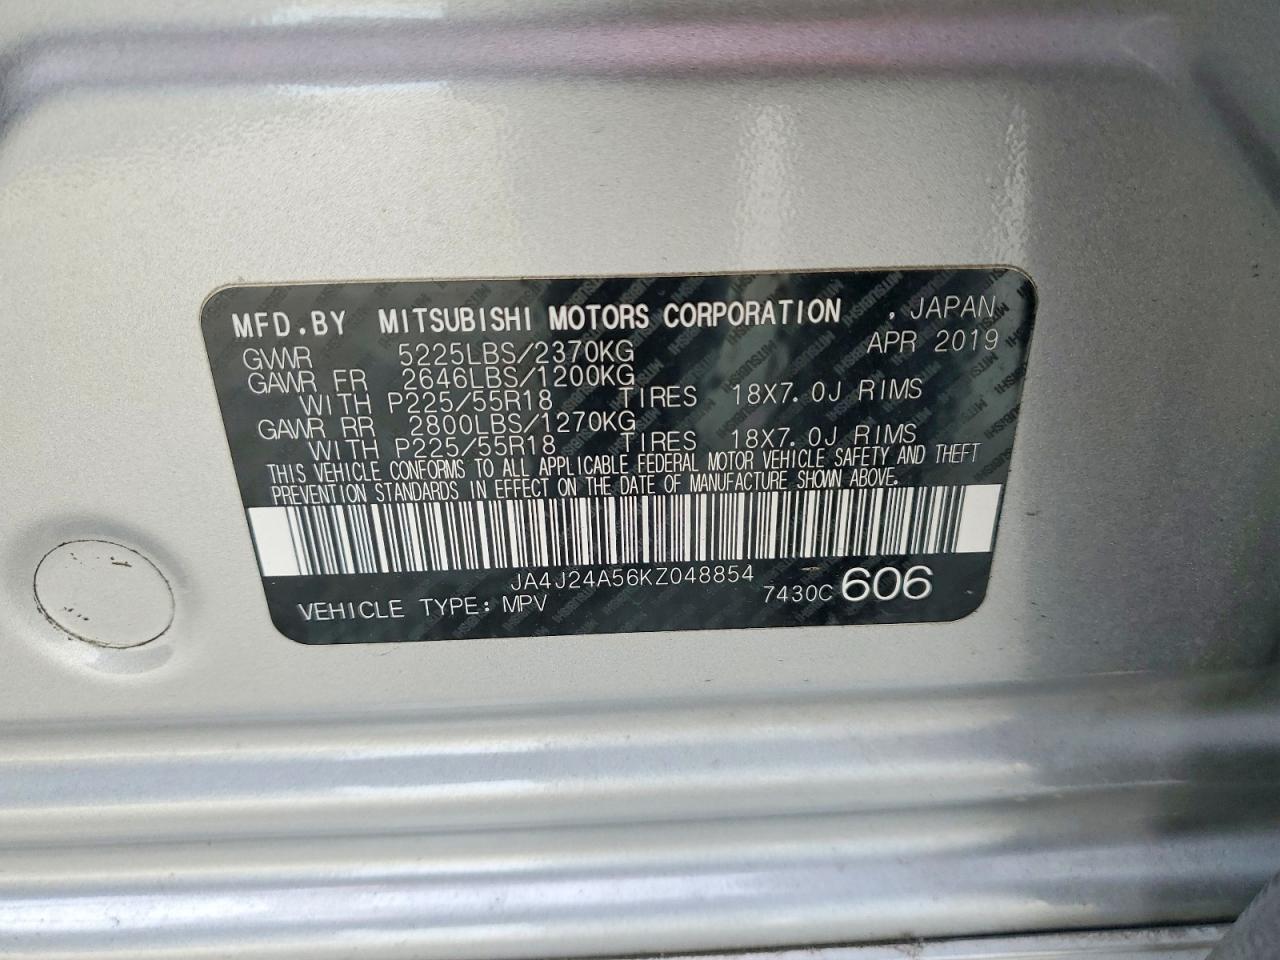 MFD.BY MITSUBISHI MOTORS CORPORATION , JAPAN
GVWR 5225LBS/2370KG APR 2019
GAWR FR 2646LBS/1200KG
WITH P225/55R18 TIRES 18X7.0J RIMS
GAWR RR 2800LBS/1270KG
WITH P225/55R18 TIRES 18X7.0J RIMS
THIS VEHICLE CONFORMS TO ALL APPLICABLE FEDERAL MOTOR VEHICLE SAFETY AND THEFT
PREVENTION STANDARDS IN EFFECT ON THE DATE OF MANUFACTURE SHOWN ABOVE.
JA4J24A56KZ048854
VEHICLE TYPE: MPV 7430C 606